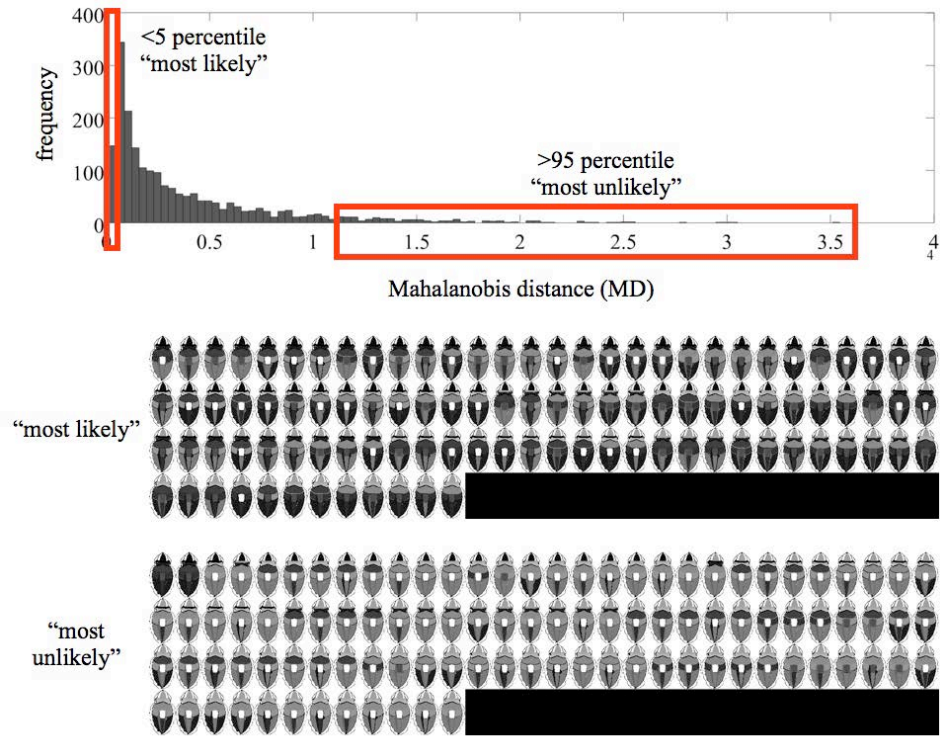 400
<5 percentile
“most likely”
300
frequency
200
>95 percentile
“most unlikely”
100
0
0 0.5 1 1.5 2 2.5 3 3.5 4
4
Mahalanobis distance (MD)
“most likely”
“most
unlikely”